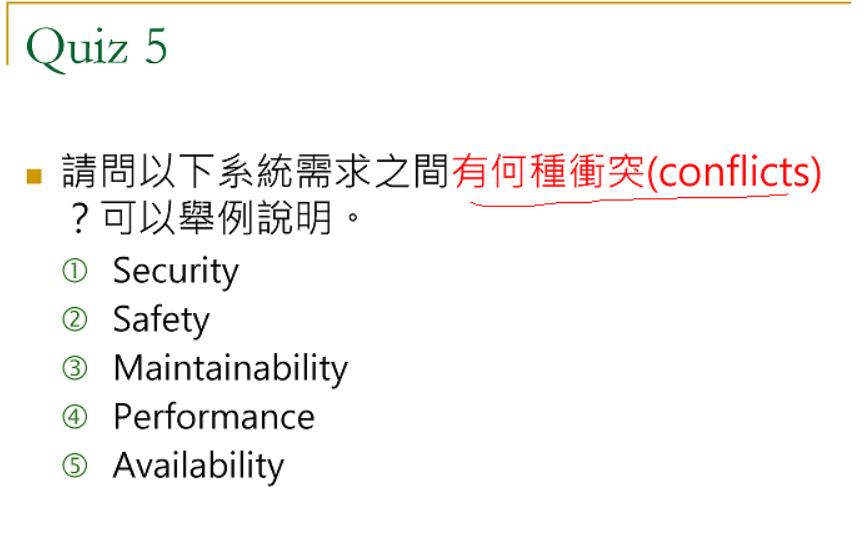 Quiz 5
請問以下系統需求之間有何種衝突(conflicts)
？可以舉例說明。
① Security
② Safety
③ Maintainability
④ Performance
⑤ Availability